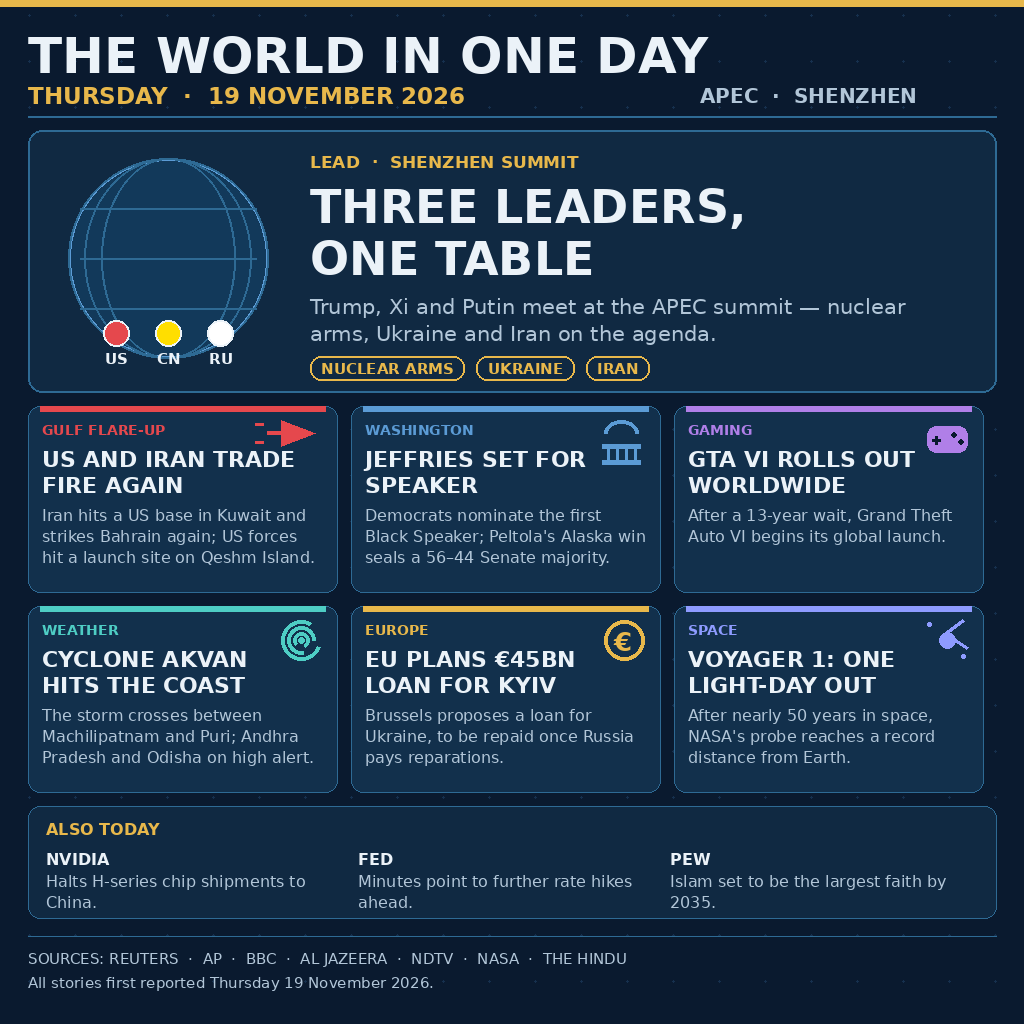 THE WORLD IN ONE DAY
THURSDAY · 19 NOVEMBER 2026
APEC · SHENZHEN
LEAD · SHENZHEN SUMMIT
THREE LEADERS,
ONE TABLE
Trump, Xi and Putin meet at the APEC summit — nuclear
arms, Ukraine and Iran on the agenda.
NUCLEAR ARMS
UKRAINE
IRAN
US
CN
RU
GULF FLARE-UP
US AND IRAN TRADE
FIRE AGAIN
Iran hits a US base in Kuwait and
strikes Bahrain again; US forces
hit a launch site on Qeshm Island.
WASHINGTON
JEFFRIES SET FOR
SPEAKER
Democrats nominate the first
Black Speaker; Peltola's Alaska win
seals a 56–44 Senate majority.
GAMING
GTA VI ROLLS OUT
WORLDWIDE
After a 13-year wait, Grand Theft
Auto VI begins its global launch.
WEATHER
CYCLONE AKVAN
HITS THE COAST
The storm crosses between
Machilipatnam and Puri; Andhra
Pradesh and Odisha on high alert.
EUROPE
€
EU PLANS €45BN
LOAN FOR KYIV
Brussels proposes a loan for
Ukraine, to be repaid once Russia
pays reparations.
SPACE
VOYAGER 1: ONE
LIGHT-DAY OUT
After nearly 50 years in space,
NASA's probe reaches a record
distance from Earth.
ALSO TODAY
NVIDIA
Halts H-series chip shipments to
China.
FED
Minutes point to further rate hikes
ahead.
PEW
Islam set to be the largest faith by
2035.
SOURCES: REUTERS · AP · BBC · AL JAZEERA · NDTV · NASA · THE HINDU
All stories first reported Thursday 19 November 2026.